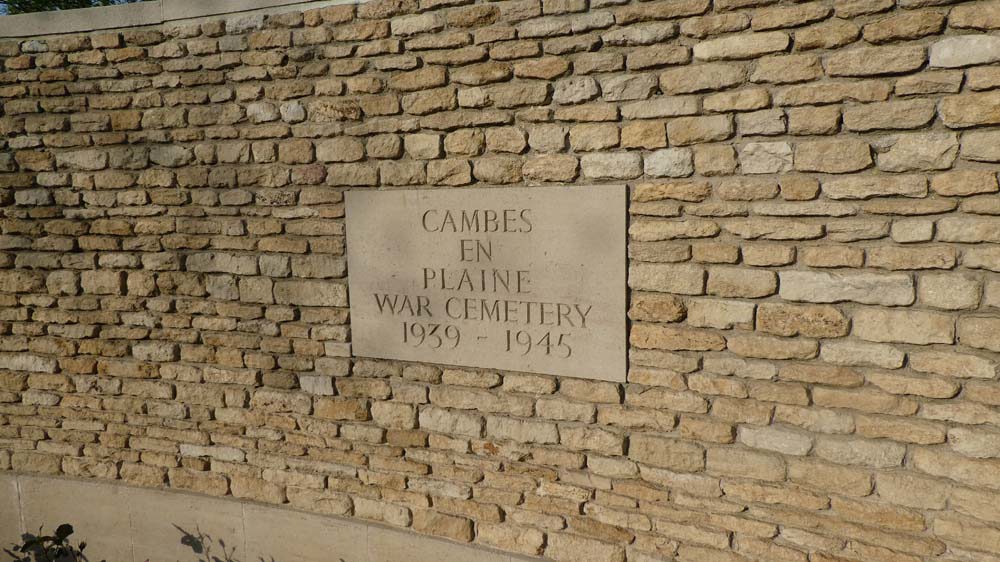 CAMBES
EN
PLAINE
WAR CEMETERY
1939 - 1945